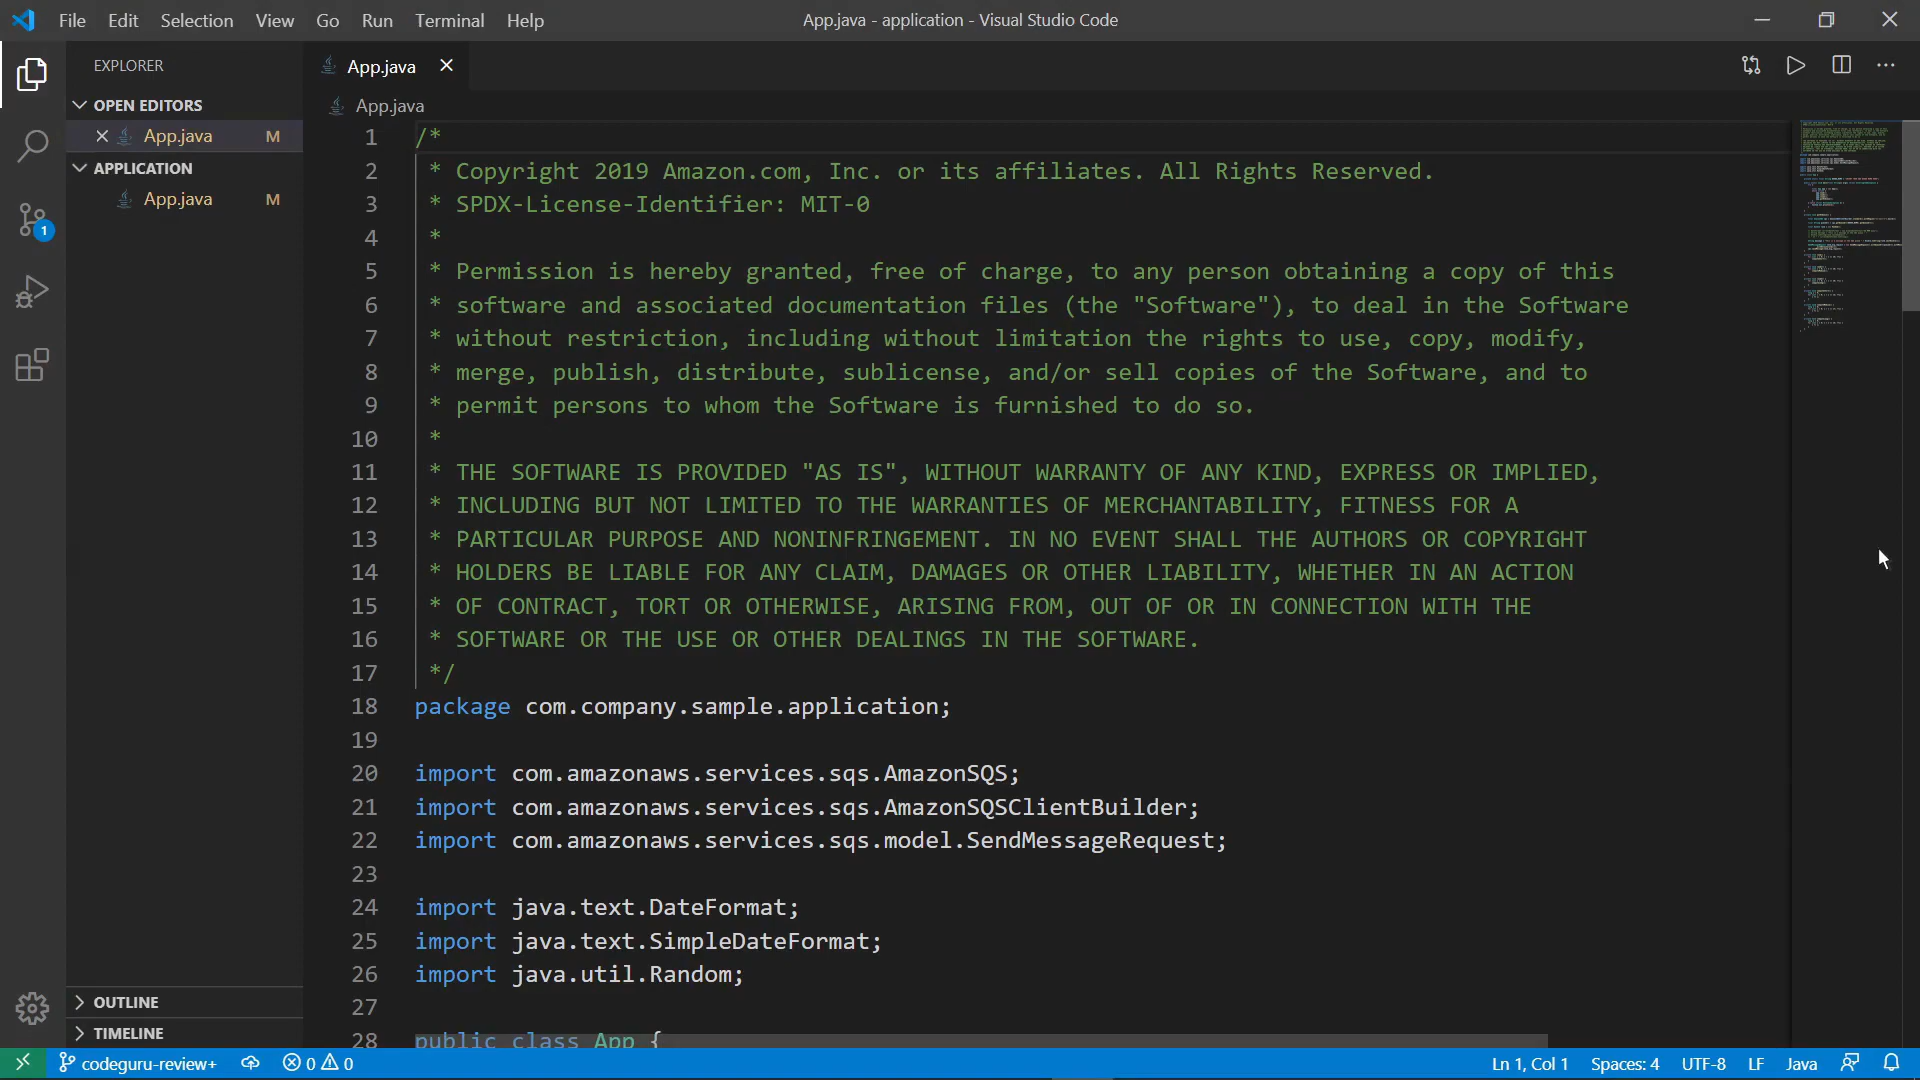 File Edit Selection View Go Run Terminal Help
App.java - application - Visual Studio Code
EXPLORER
OPEN EDITORS
App.java M
APPLICATION
App.java M
OUTLINE
TIMELINE
App.java
App.java
1 /*
2 * Copyright 2019 Amazon.com, Inc. or its affiliates. All Rights Reserved.
3 * SPDX-License-Identifier: MIT-0
4 *
5 * Permission is hereby granted, free of charge, to any person obtaining a copy of this
6 * software and associated documentation files (the "Software"), to deal in the Software
7 * without restriction, including without limitation the rights to use, copy, modify,
8 * merge, publish, distribute, sublicense, and/or sell copies of the Software, and to
9 * permit persons to whom the Software is furnished to do so.
10 *
11 * THE SOFTWARE IS PROVIDED "AS IS", WITHOUT WARRANTY OF ANY KIND, EXPRESS OR IMPLIED,
12 * INCLUDING BUT NOT LIMITED TO THE WARRANTIES OF MERCHANTABILITY, FITNESS FOR A
13 * PARTICULAR PURPOSE AND NONINFRINGEMENT. IN NO EVENT SHALL THE AUTHORS OR COPYRIGHT
14 * HOLDERS BE LIABLE FOR ANY CLAIM, DAMAGES OR OTHER LIABILITY, WHETHER IN AN ACTION
15 * OF CONTRACT, TORT OR OTHERWISE, ARISING FROM, OUT OF OR IN CONNECTION WITH THE
16 * SOFTWARE OR THE USE OR OTHER DEALINGS IN THE SOFTWARE.
17 */
18 package com.company.sample.application;
19
20 import com.amazonaws.services.sqs.AmazonSQS;
21 import com.amazonaws.services.sqs.AmazonSQSClientBuilder;
22 import com.amazonaws.services.sqs.model.SendMessageRequest;
23
24 import java.text.DateFormat;
25 import java.text.SimpleDateFormat;
26 import java.util.Random;
27
28 public class App {
1
codeguru-review+ 0 0
Ln 1, Col 1 Spaces: 4 UTF-8 LF Java